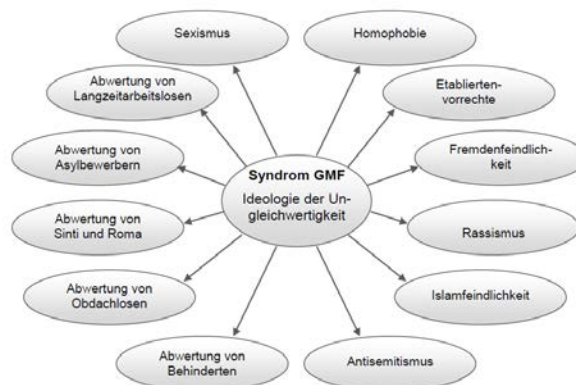 Sexismus
Homophobie
Abwertung von
Langzeitarbeitslosen
Etablierten-
vorrechte
Abwertung von
Asylbewerbern
Fremdenfeindlich-
keit
Syndrom GMF
Ideologie der Un-
gleichwertigkeit
Abwertung von
Sinti und Roma
Rassismus
Abwertung von
Obdachlosen
Islamfeindlichkeit
Abwertung von
Behinderten
Antisemitismus